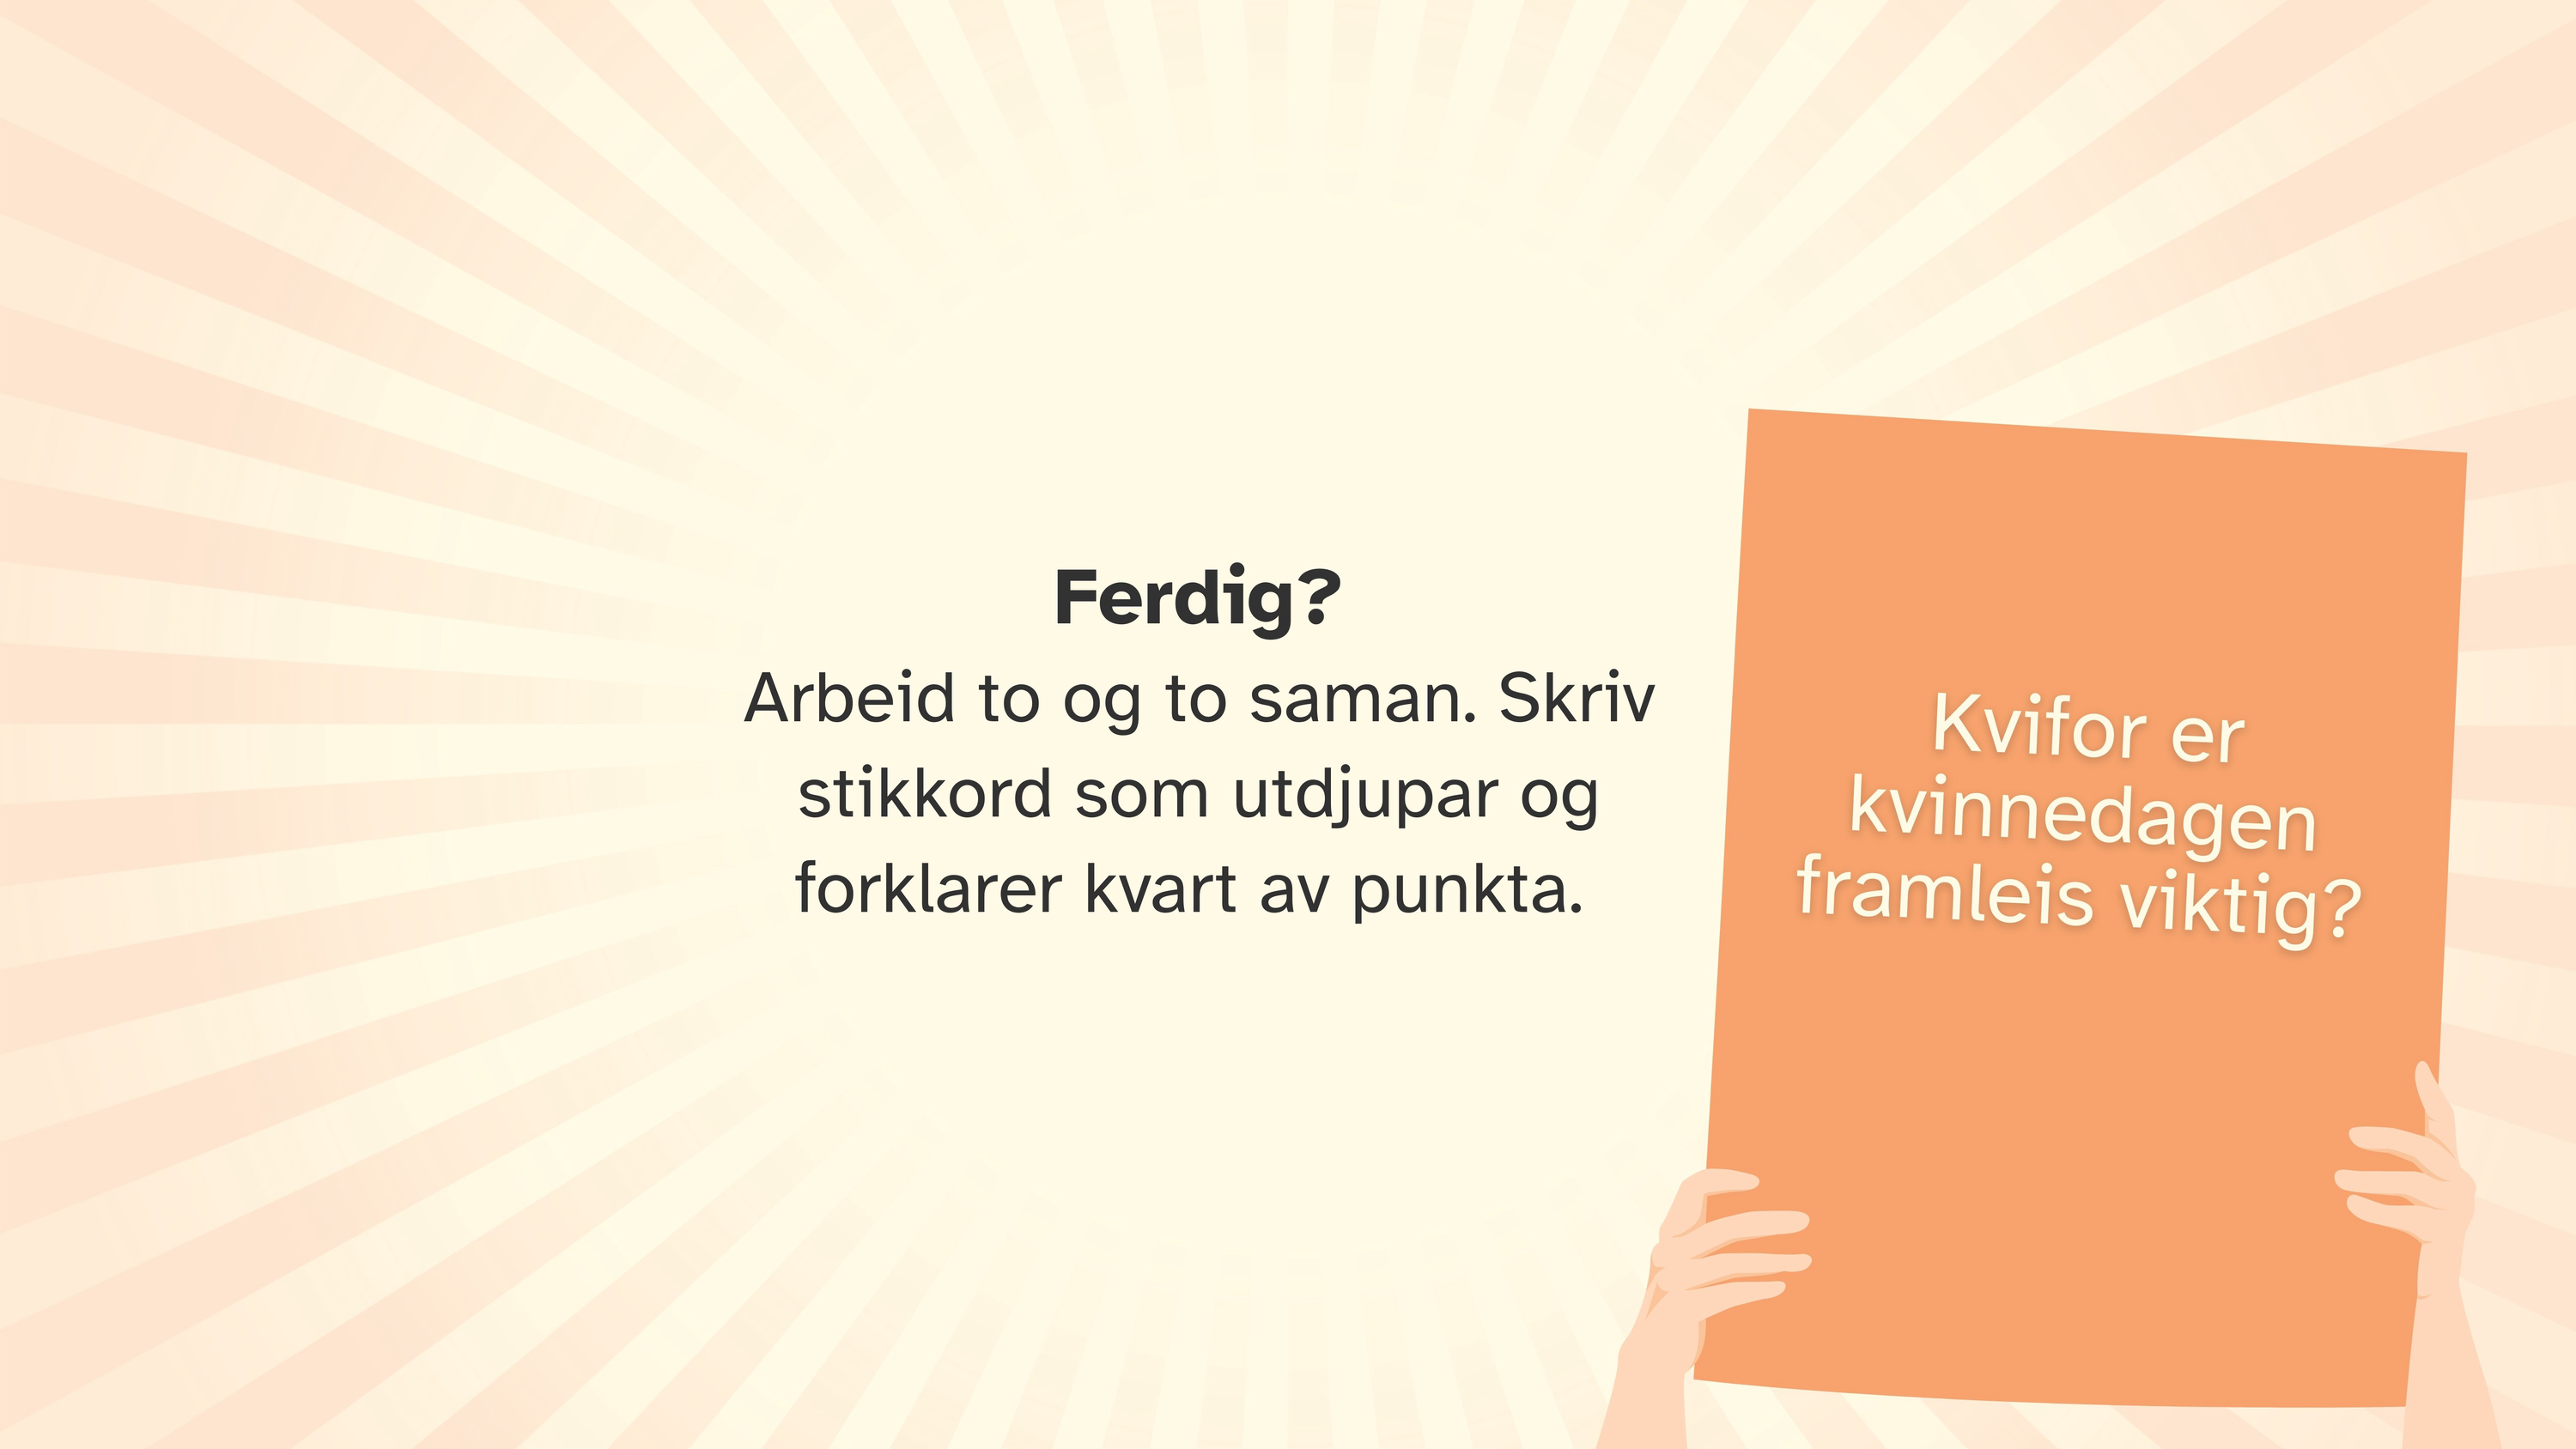 Ferdig?
Arbeid to og to saman. Skriv
stikkord som utdjupar og
forklarer kvart av punkta.
Kvifor er
kvinnedagen
framleis viktig?